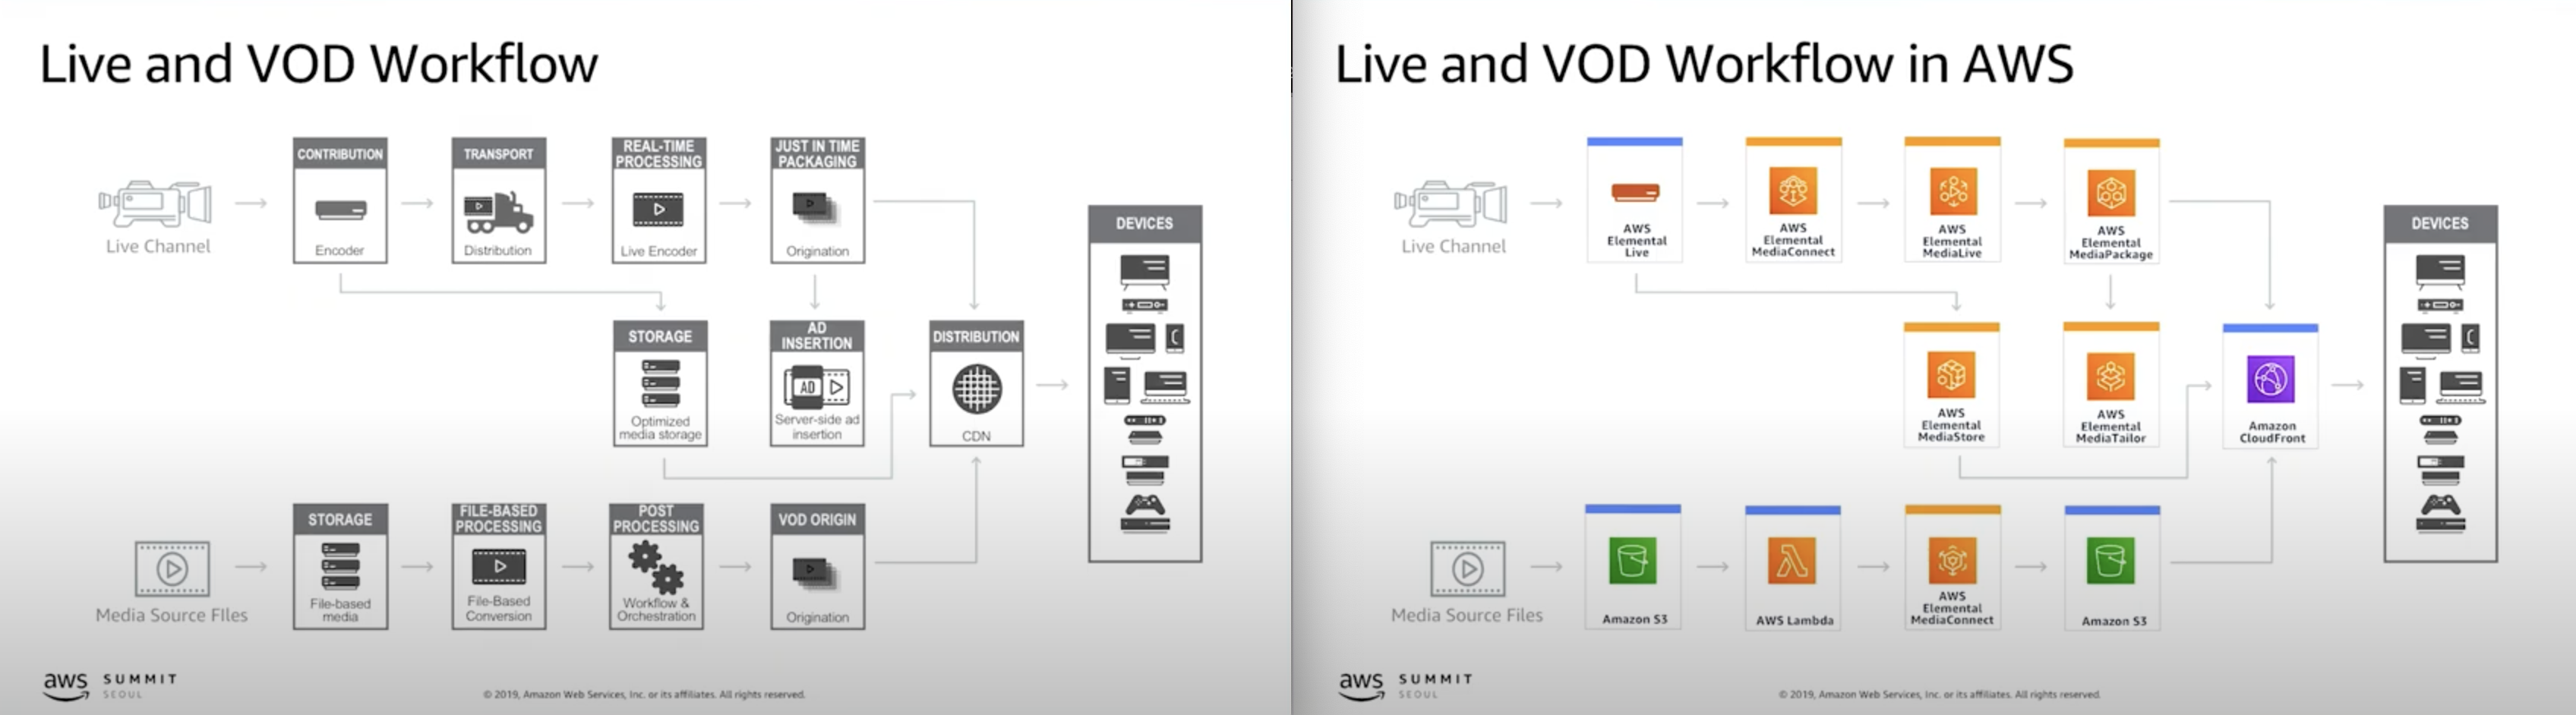 Live and VOD Workflow
CONTRIBUTION
Encoder
TRANSPORT
Distribution
REAL-TIME
PROCESSING
Live Encoder
JUST IN TIME
PACKAGING
Origination
Live Channel
DEVICES
STORAGE
Optimized
media storage
AD
INSERTION
AD
Server-side ad
insertion
DISTRIBUTION
CDN
STORAGE
File-based
media
FILE-BASED
PROCESSING
File-Based
Conversion
POST
PROCESSING
Workflow &
Orchestration
VOD ORIGIN
Origination
Media Source FIles
aws
SUMMIT
SEOUL
© 2019, Amazon Web Services, Inc. or its affiliates. All rights reserved.
Live and VOD Workflow in AWS
Live Channel
AWS
Elemental
Live
AWS
Elemental
MediaConnect
AWS
Elemental
MediaLive
AWS
Elemental
MediaPackage
DEVICES
AWS
Elemental
MediaStore
AWS
Elemental
MediaTailor
Amazon
CloudFront
Media Source Files
Amazon S3
AWS Lambda
AWS
Elemental
MediaConnect
Amazon S3
aws
SUMMIT
SEOUL
© 2019, Amazon Web Services, Inc. or its affiliates. All rights reserved.